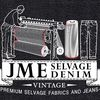 JME SELVAGE
DENIM
VINTAGE
PREMIUM SELVAGE FABRICS AND JEANS